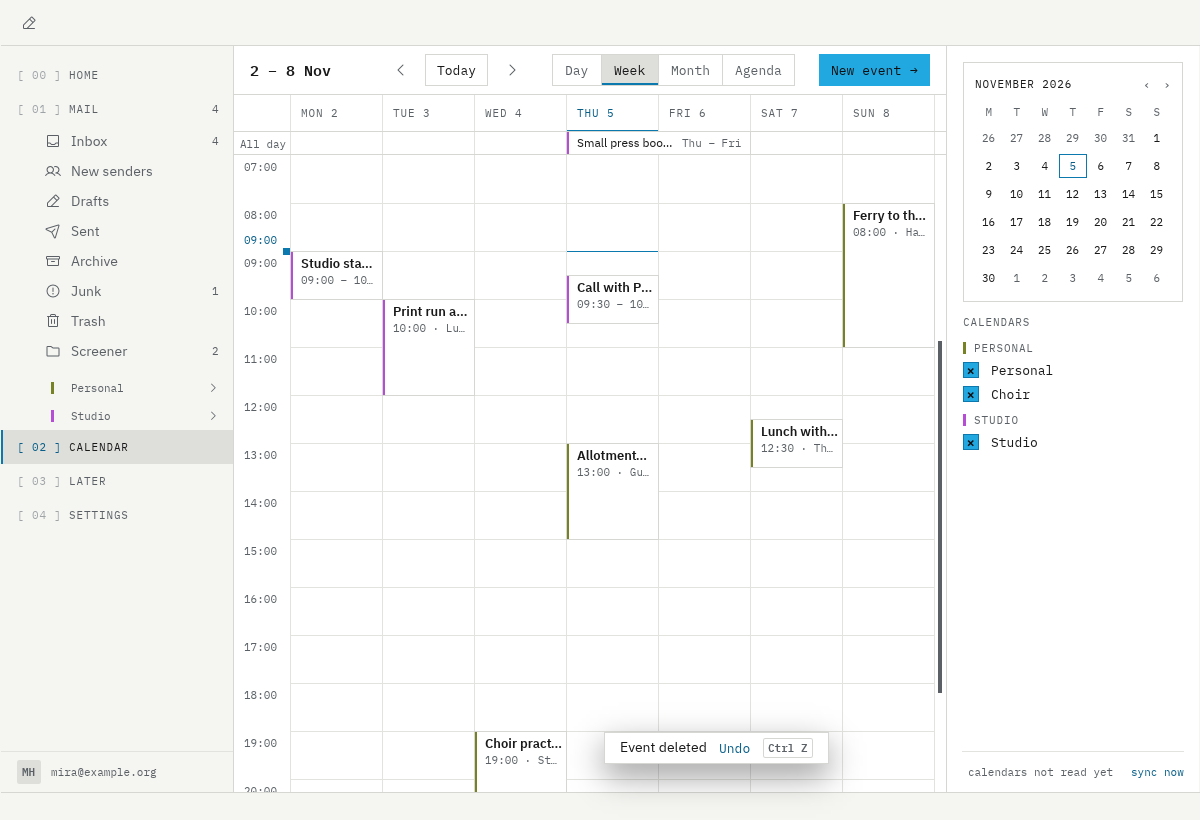 [ 00 ] HOME
[ 01 ] MAIL 4
Inbox 4
New senders
Drafts
Sent
Archive
Junk 1
Trash
Screener 2
Personal
Studio
[ 02 ] CALENDAR
[ 03 ] LATER
[ 04 ] SETTINGS
MH mira@example.org
2 – 8 Nov
Today
Day Week Month Agenda
New event →
MON 2 TUE 3 WED 4 THU 5 FRI 6 SAT 7 SUN 8
All day
Small press boo… Thu – Fri
07:00
08:00
09:00
09:00
10:00
11:00
12:00
13:00
14:00
15:00
16:00
17:00
18:00
19:00
20:00
Studio sta…
09:00 – 10…
Print run a…
10:00 · Lu…
Choir pract…
19:00 · St…
Call with P…
09:30 – 10…
Allotment…
13:00 · Gu…
Lunch with…
12:30 · Th…
Ferry to th…
08:00 · Ha…
Event deleted Undo Ctrl Z
NOVEMBER 2026 ‹ ›
M T W T F S S
26 27 28 29 30 31 1
2 3 4 5 6 7 8
9 10 11 12 13 14 15
16 17 18 19 20 21 22
23 24 25 26 27 28 29
30 1 2 3 4 5 6
CALENDARS
PERSONAL
Personal
Choir
STUDIO
Studio
calendars not read yet sync now